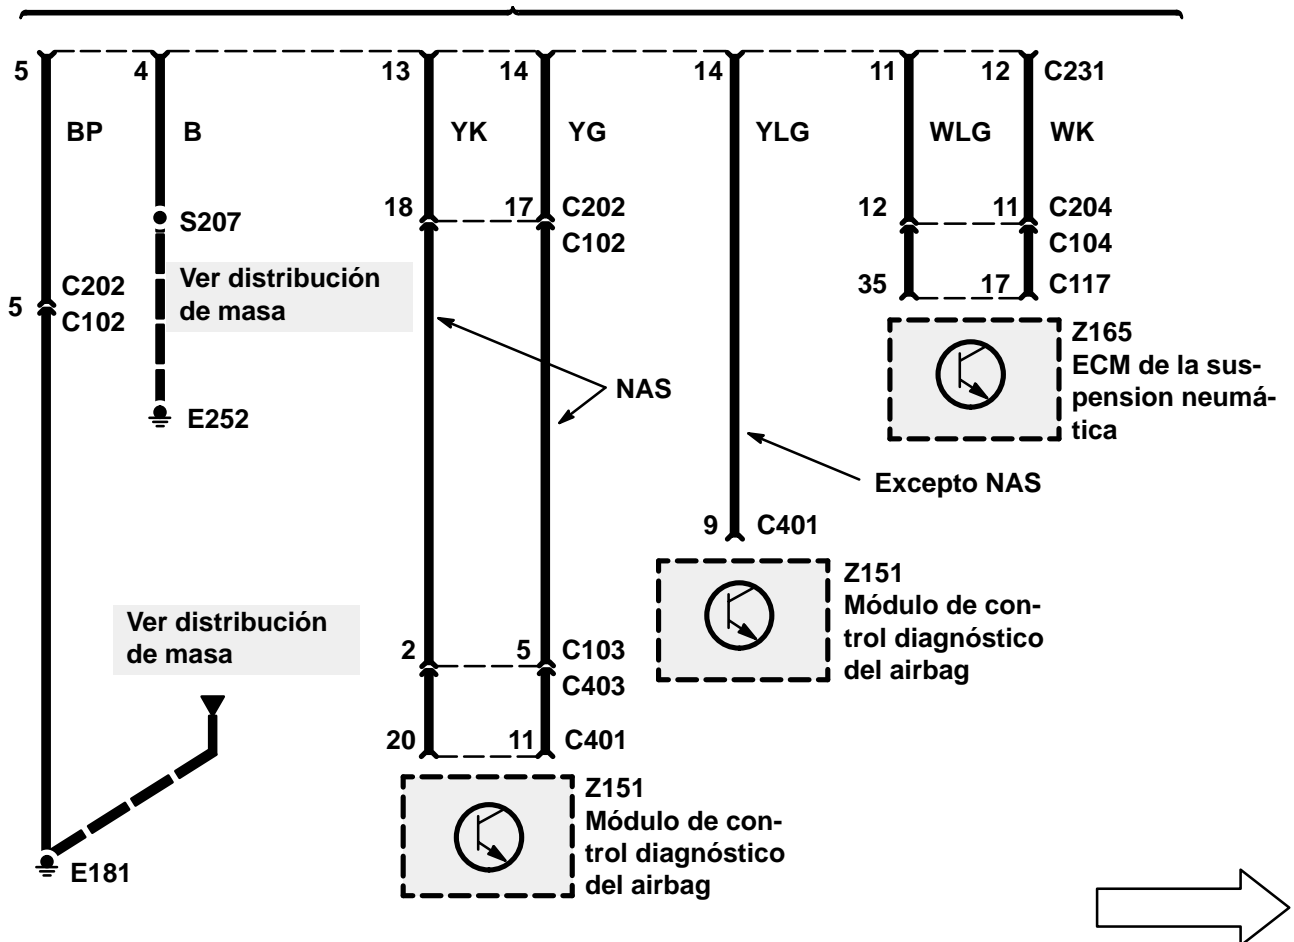 5 4 13 14 14 11 12 C231
BP B YK YG YLG WLG WK
18 17 C202 12 11 C204
S207
C102 C104
Ver distribución
de masa
35 17 C117
5 C202
C102
Z165
ECM de la sus-
pension neumá-
tica
NAS
E252
Excepto NAS
9 C401
Z151
Módulo de con-
trol diagnóstico
del airbag
Ver distribución
de masa
2 5 C103
C403
20 11 C401
Z151
Módulo de con-
trol diagnóstico
del airbag
E181